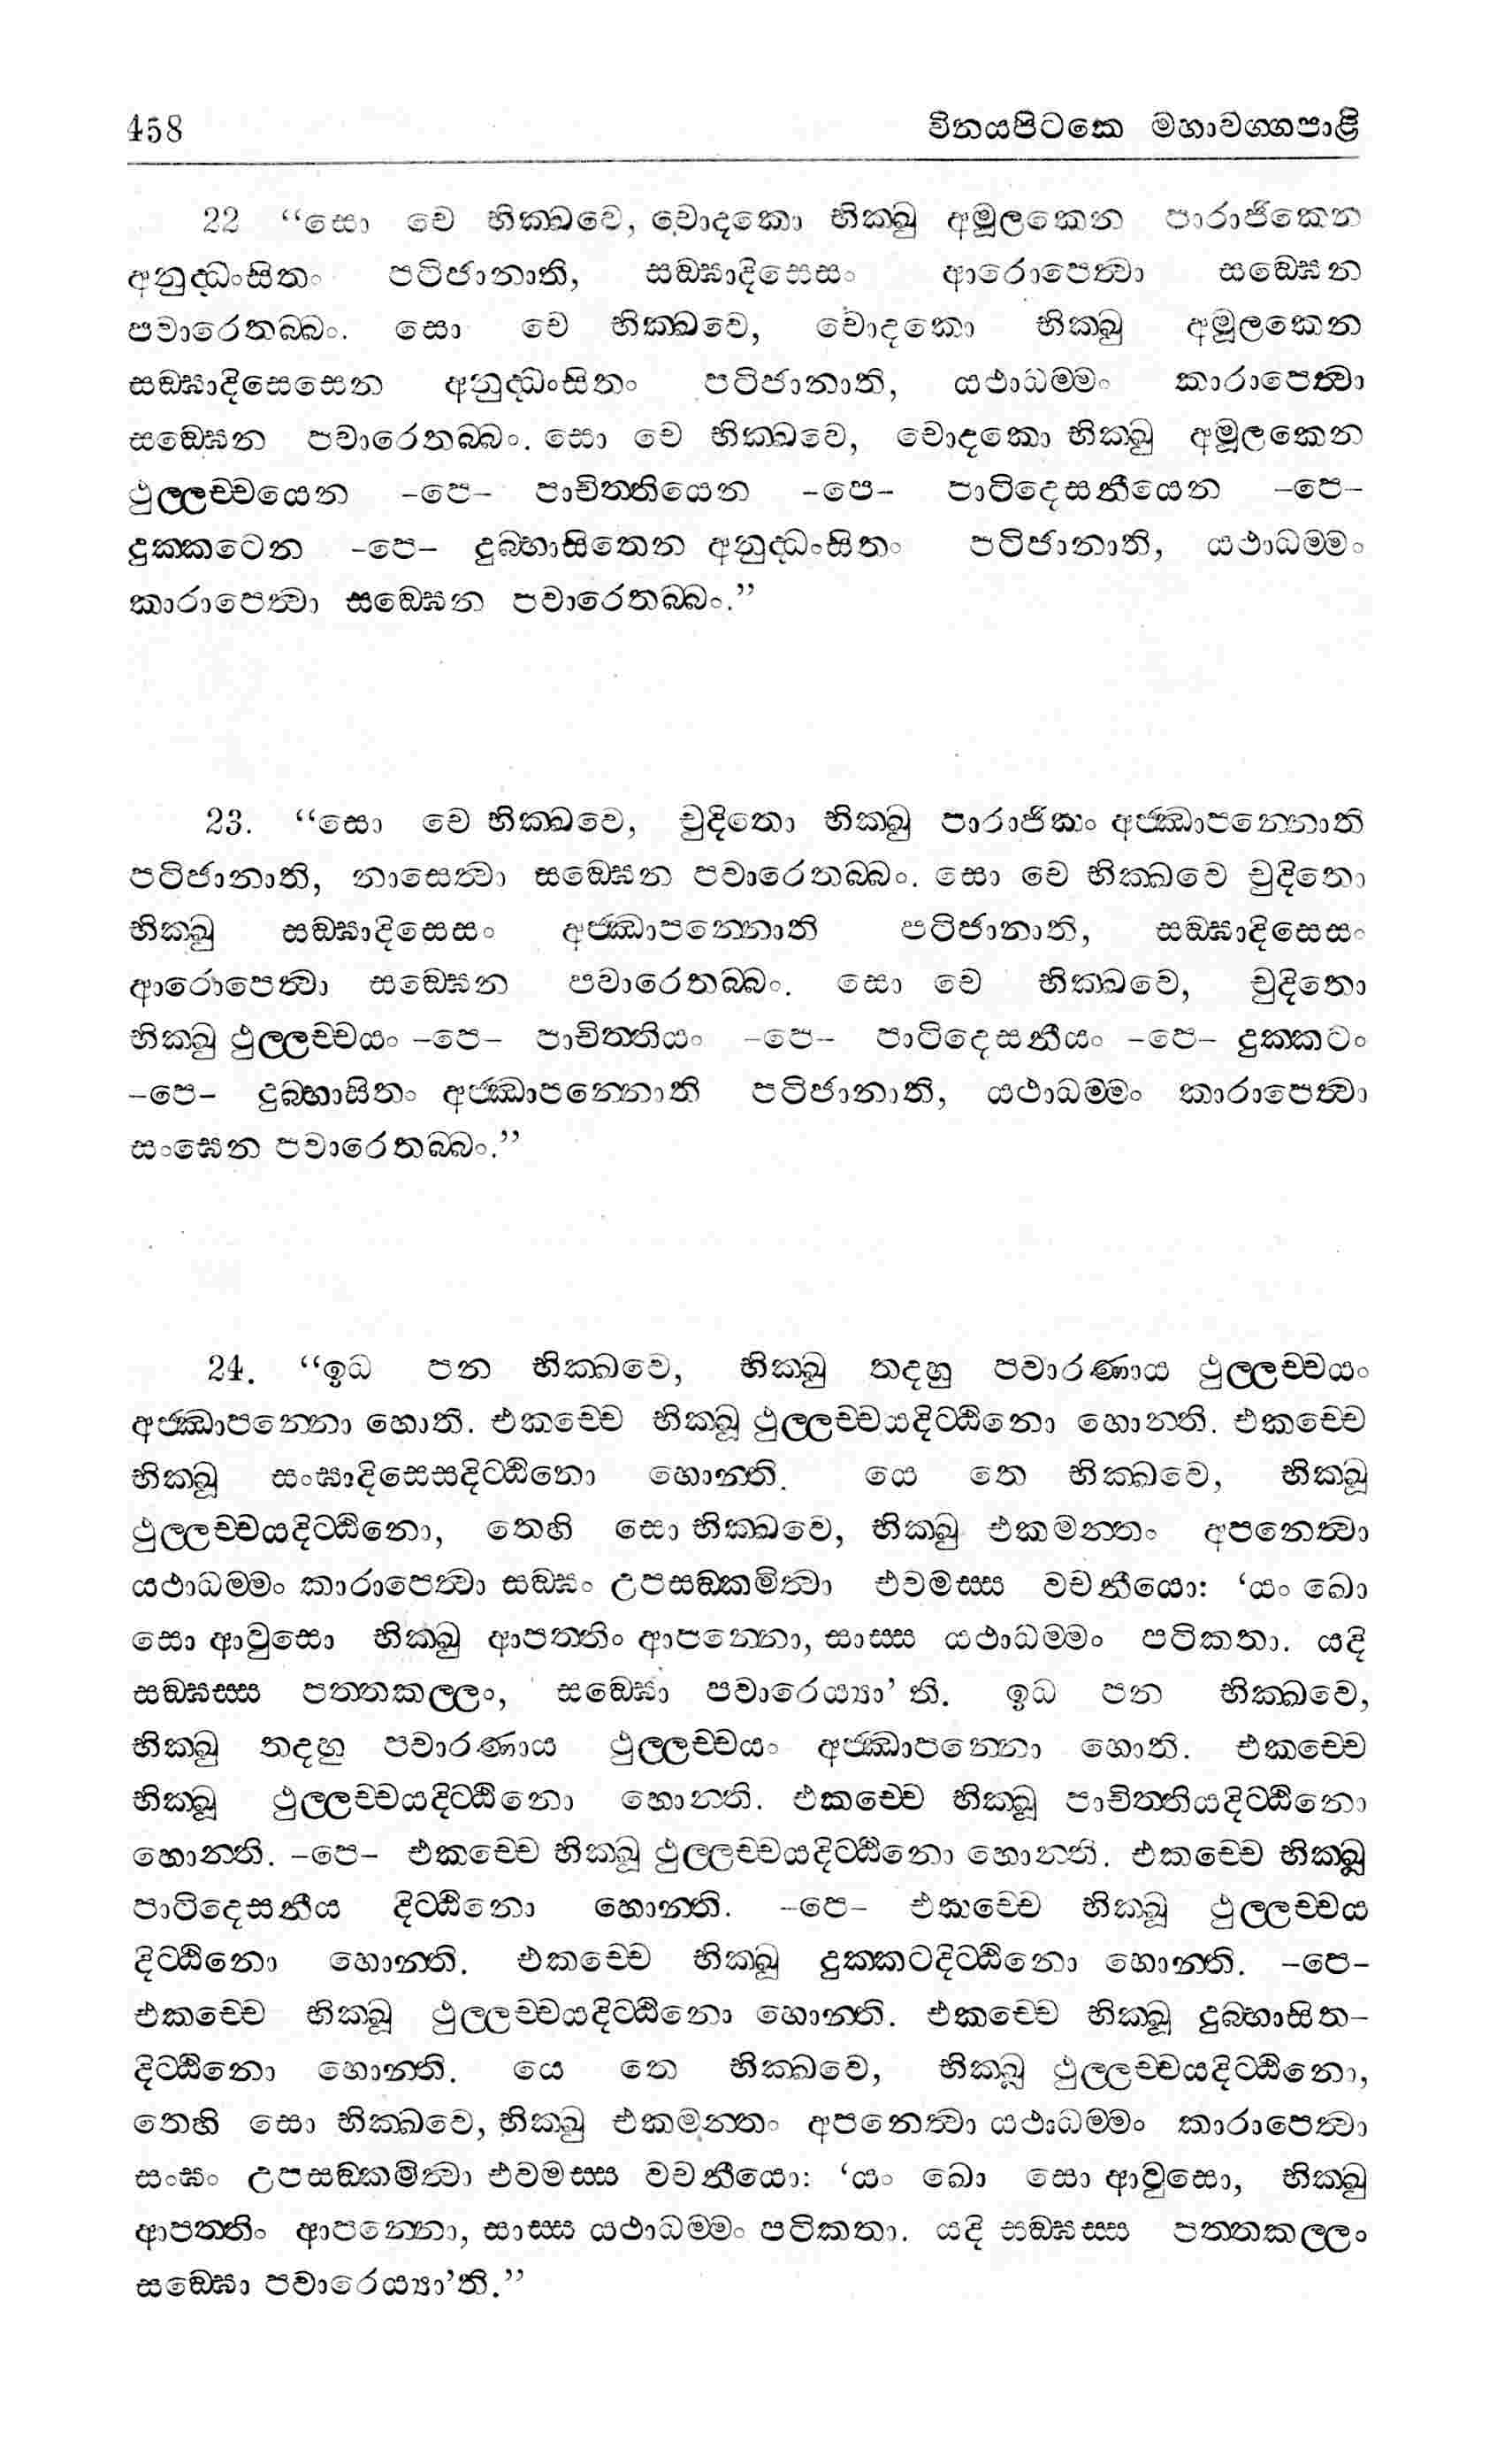 458 විනයපිටකෙ මහාවග්ගපාළි
22 “සො චෙ භික්ඛවෙ, චොදකො භික්ඛු අමූලකෙන පාරාජිකෙන
අනුද්ධංසිතං පටිජානාති, සඞ්ඝාදිසෙසං ආරොපෙත්වා සඞ්ඝෙන
පවාරෙතබ්බං. සො චෙ භික්ඛවෙ, චොදකො භික්ඛු අමූලකෙන
සඞ්ඝාදිසෙසෙන අනුද්ධංසිතං පටිජානාති, යථාධම්මං කාරාපෙත්වා
සඞ්ඝෙන පවාරෙතබ්බං. සො චෙ භික්ඛවෙ, චොදකො භික්ඛු අමූලකෙන
ථුල්ලච්චයෙන -පෙ- පාචිත්තියෙන -පෙ- පාටිදෙසනීයෙන -පෙ-
දුක්කටෙන -පෙ- දුබ්භාසිතෙන අනුද්ධංසිතං පටිජානාති, යථාධම්මං
කාරාපෙත්වා සඞ්ඝෙන පවාරෙතබ්බං.”
23. “සො චෙ භික්ඛවෙ, චුදිතො භික්ඛු පාරාජිකං අජ්ඣාපන්නොති
පටිජානාති, නාසෙත්වා සඞ්ඝෙන පවාරෙතබ්බං. සො චෙ භික්ඛවෙ චුදිතො
භික්ඛු සඞ්ඝාදිසෙසං අජ්ඣාපන්නොති පටිජානාති, සඞ්ඝාදිසෙසං
ආරොපෙත්වා සඞ්ඝෙන පවාරෙතබ්බං. සො චෙ භික්ඛවෙ, චුදිතො
භික්ඛු ථුල්ලච්චයං -පෙ- පාචිත්තියං -පෙ- පාටිදෙසනීයං -පෙ- දුක්කටං
-පෙ- දුබ්භාසිතං අජ්ඣාපන්නොති පටිජානාති, යථාධම්මං කාරාපෙත්වා
සංඝෙන පවාරෙතබ්බං.”
24. “ඉධ පන භික්ඛවෙ, භික්ඛු තදහු පවාරණාය ථුල්ලච්චයං
අජ්ඣාපන්නො හොති. එකච්චෙ භික්ඛූ ථුල්ලච්චයදිට්ඨිනො හොන්ති. එකච්චෙ
භික්ඛූ සංඝාදිසෙසදිට්ඨිනො හොන්ති. යෙ තෙ භික්ඛවෙ, භික්ඛූ
ථුල්ලච්චයදිට්ඨිනො, තෙහි සො භික්ඛවෙ, භික්ඛු එකමන්තං අපනෙත්වා
යථාධම්මං කාරාපෙත්වා සඞ්ඝං උපසඞ්කමිත්වා එවමස්ස වචනීයො: ‘යං ඛො
සො ආවුසො භික්ඛු ආපත්තිං ආපන්නො, සාස්ස යථාධම්මං පටිකතා. යදි
සඞ්ඝස්ස පත්තකල්ලං, සඞ්ඝො පවාරෙය්‍යා’ ති. ඉධ පන භික්ඛවෙ,
භික්ඛු තදහු පවාරණාය ථුල්ලච්චයං අජ්ඣාපන්නො හොති. එකච්චෙ
භික්ඛූ ථුල්ලච්චයදිට්ඨිනො හොන්ති. එකච්චෙ භික්ඛූ පාචිත්තියදිට්ඨිනො
හොන්ති. -පෙ- එකච්චෙ භික්ඛූ ථුල්ලච්චයදිට්ඨිනො හොන්ති. එකච්චෙ භික්ඛූ
පාටිදෙසනීය දිට්ඨිනො හොන්ති. -පෙ- එකච්චෙ භික්ඛූ ථුල්ලච්චය
දිට්ඨිනො හොන්ති. එකච්චෙ භික්ඛූ දුක්කටදිට්ඨිනො හොන්ති. -පෙ-
එකච්චෙ භික්ඛූ ථුල්ලච්චයදිට්ඨිනො හොන්ති. එකච්චෙ භික්ඛූ දුබ්භාසිත-
දිට්ඨිනො හොන්ති. යෙ තෙ භික්ඛවෙ, භික්ඛූ ථුල්ලච්චයදිට්ඨිනො,
තෙහි සො භික්ඛවෙ, භික්ඛු එකමන්තං අපනෙත්වා යථාධම්මං කාරාපෙත්වා
සංඝං උපසඞ්කමිත්වා එවමස්ස වචනීයො: ‘යං ඛො සො ආවුසො, භික්ඛු
ආපත්තිං ආපන්නො, සාස්ස යථාධම්මං පටිකතා. යදි සඞ්ඝස්ස පත්තකල්ලං
සඞ්ඝො පවාරෙය්‍යා’ති.”